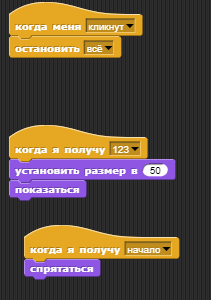 когда меня кликнут
остановить всё
когда я получу 123
установить размер в 50
показаться
когда я получу начало
спрятаться